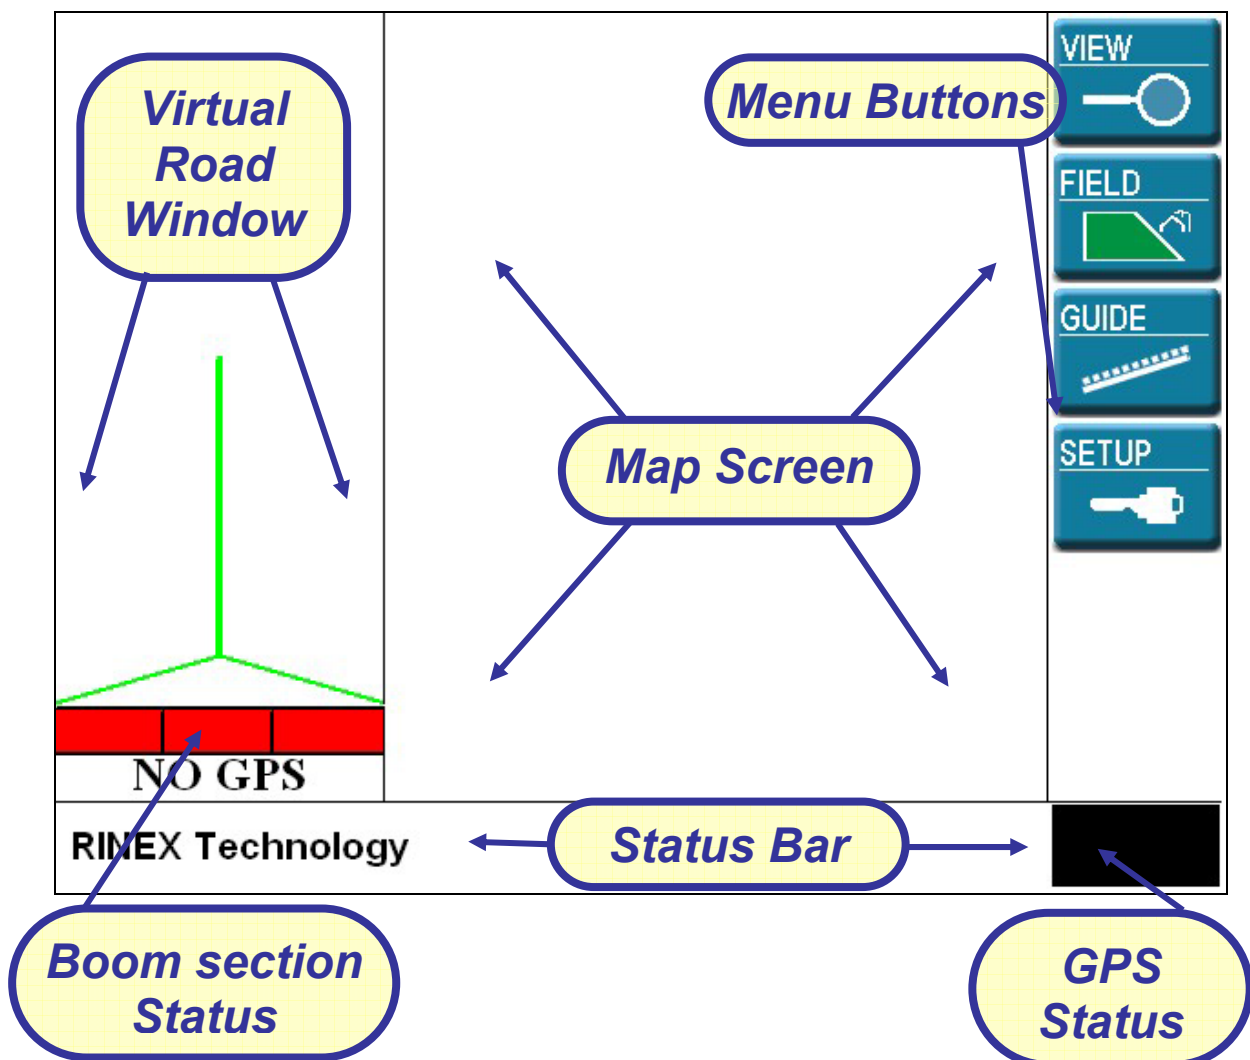 Virtual
Road
Window
Menu Buttons
VIEW
FIELD
GUIDE
SETUP
Map Screen
NO GPS
RINEX Technology
Status Bar
Boom section
Status
GPS
Status